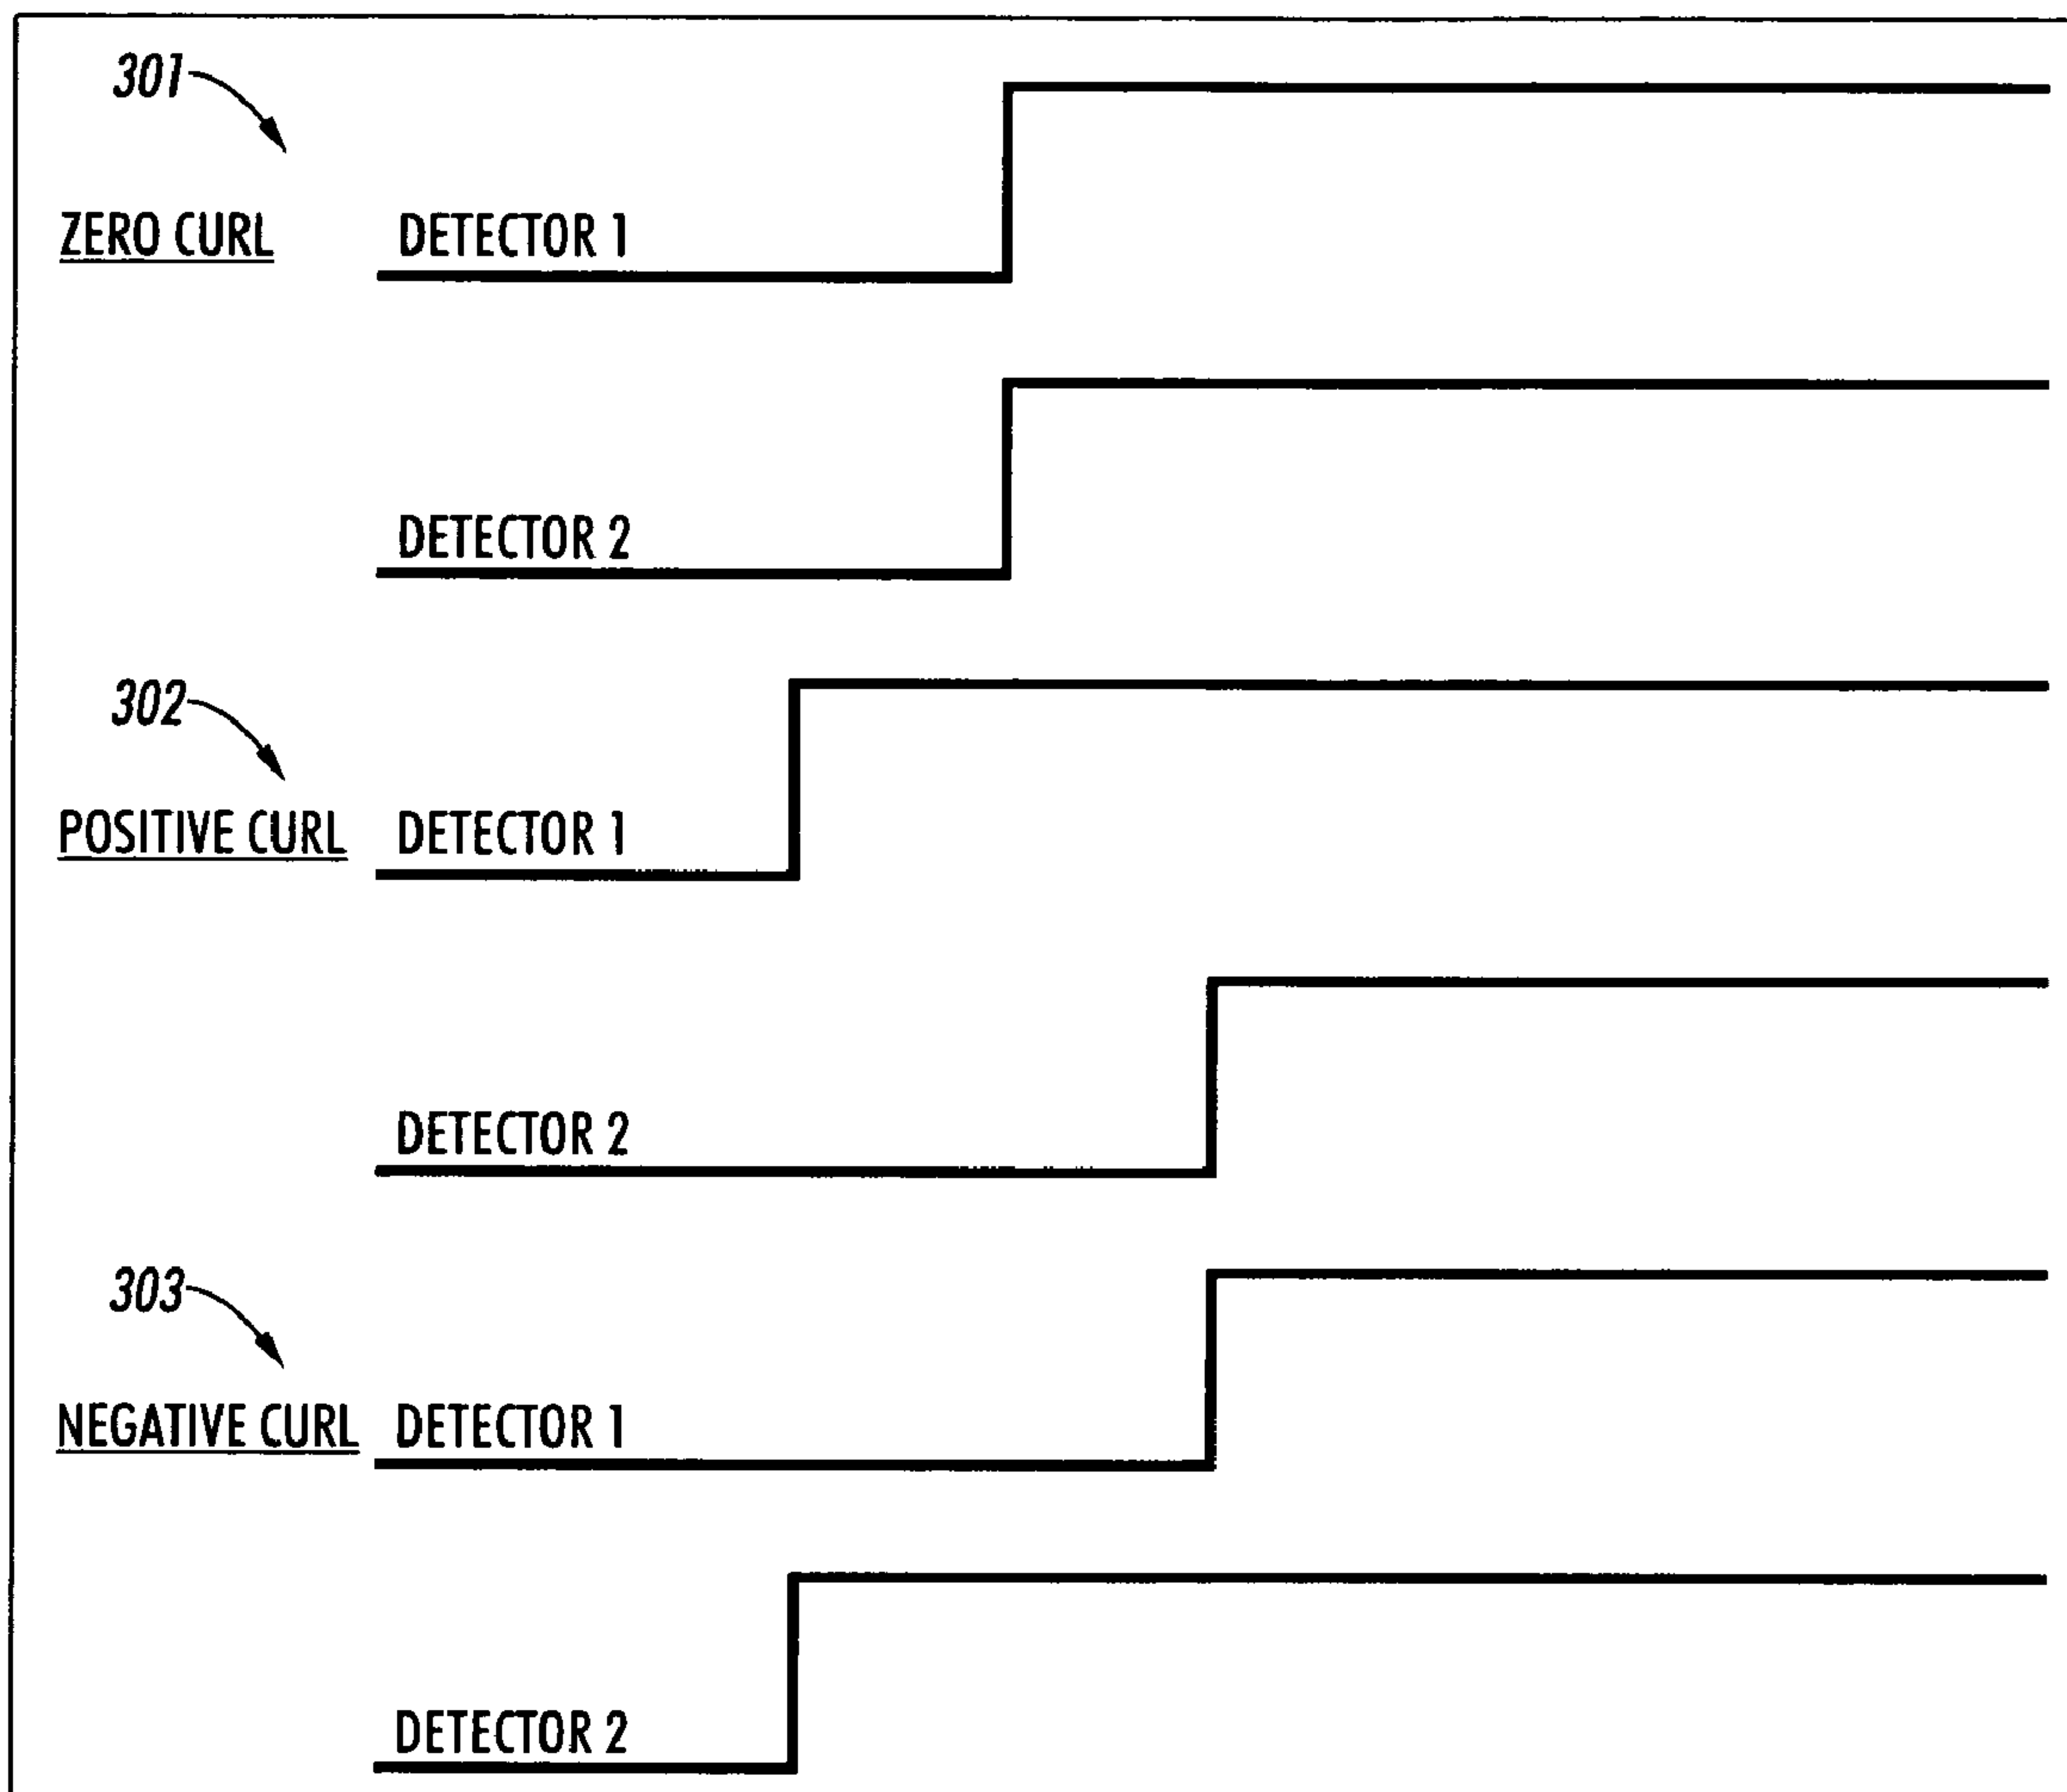 301
ZERO CURL DETECTOR 1
DETECTOR 2
302
POSITIVE CURL DETECTOR 1
DETECTOR 2
303
NEGATIVE CURL DETECTOR 1
DETECTOR 2